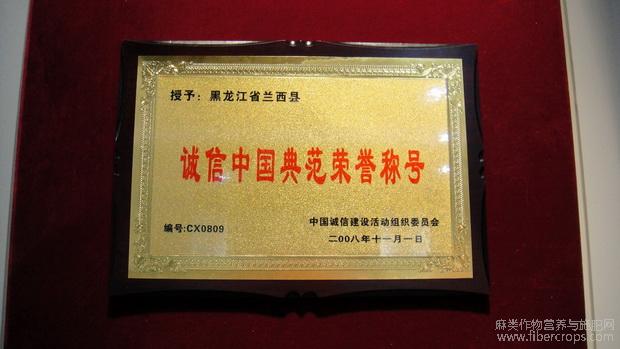 授予：黑龙江省兰西县
诚信中国典范荣誉称号
编号:CX0809
中国诚信建设活动组织委员会
二00八年十一月一日
麻类作物营养与施肥网
www.fibercrops.com